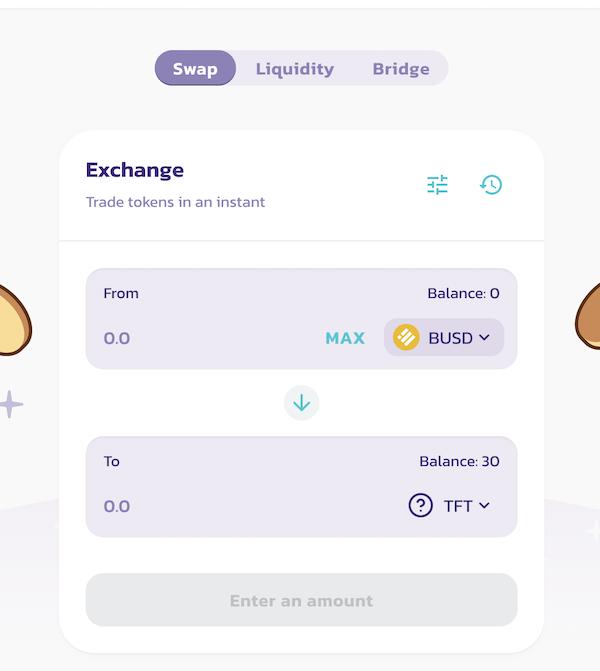 Swap Liquidity Bridge
Exchange
Trade tokens in an instant
From Balance: 0
0.0 MAX BUSD
To Balance: 30
0.0 ? TFT
Enter an amount